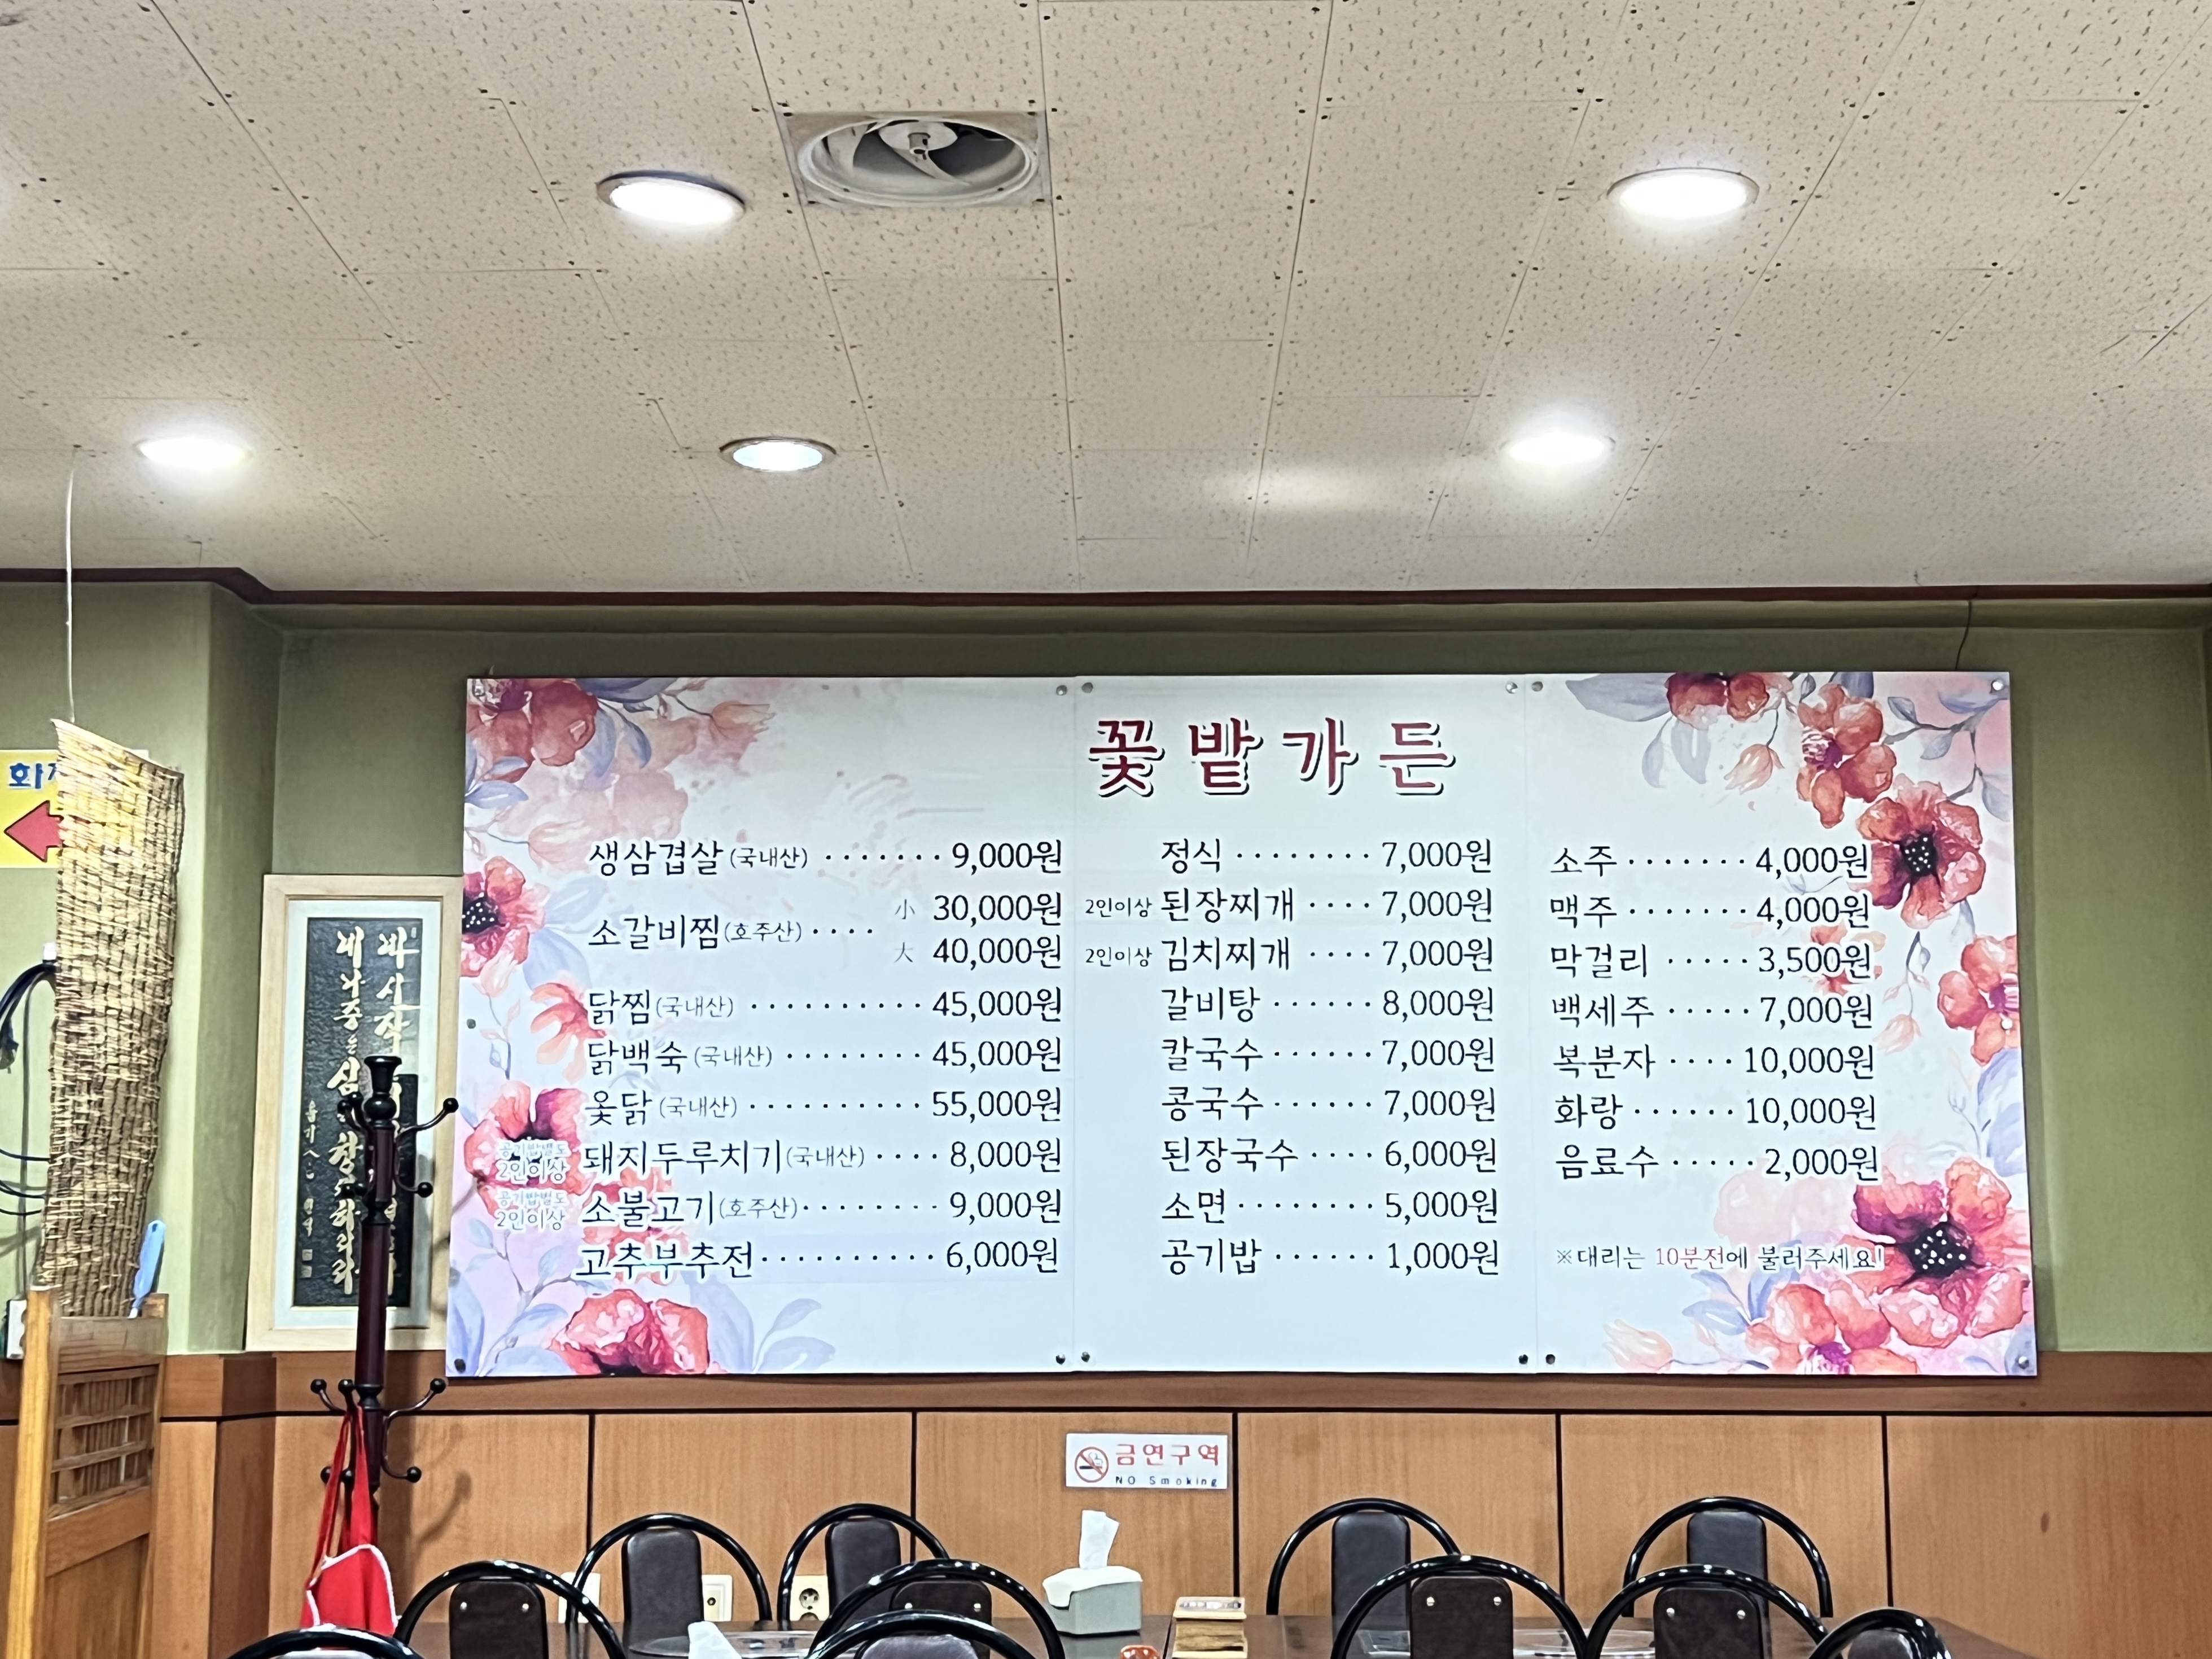 꽃밭가든
생삼겹살(국내산) ······· 9,000원
소갈비찜(호주산) ···· 小 30,000원
大 40,000원
닭찜(국내산) ·········· 45,000원
닭백숙(국내산) ········ 45,000원
옻닭(국내산) ·········· 55,000원
공기밥별도
2인이상 돼지두루치기(국내산) ···· 8,000원
공기밥별도
2인이상 소불고기(호주산) ········ 9,000원
고추부추전 ·········· 6,000원
정식 ········ 7,000원
2인이상 된장찌개 ···· 7,000원
2인이상 김치찌개 ···· 7,000원
갈비탕 ······ 8,000원
칼국수 ······ 7,000원
콩국수 ······ 7,000원
된장국수 ···· 6,000원
소면 ········ 5,000원
공기밥 ······ 1,000원
소주 ······· 4,000원
맥주 ······· 4,000원
막걸리 ····· 3,500원
백세주 ····· 7,000원
복분자 ···· 10,000원
화랑 ······ 10,000원
음료수 ····· 2,000원
※대리는 10분전에 불러주세요!
금연구역
NO Smoking